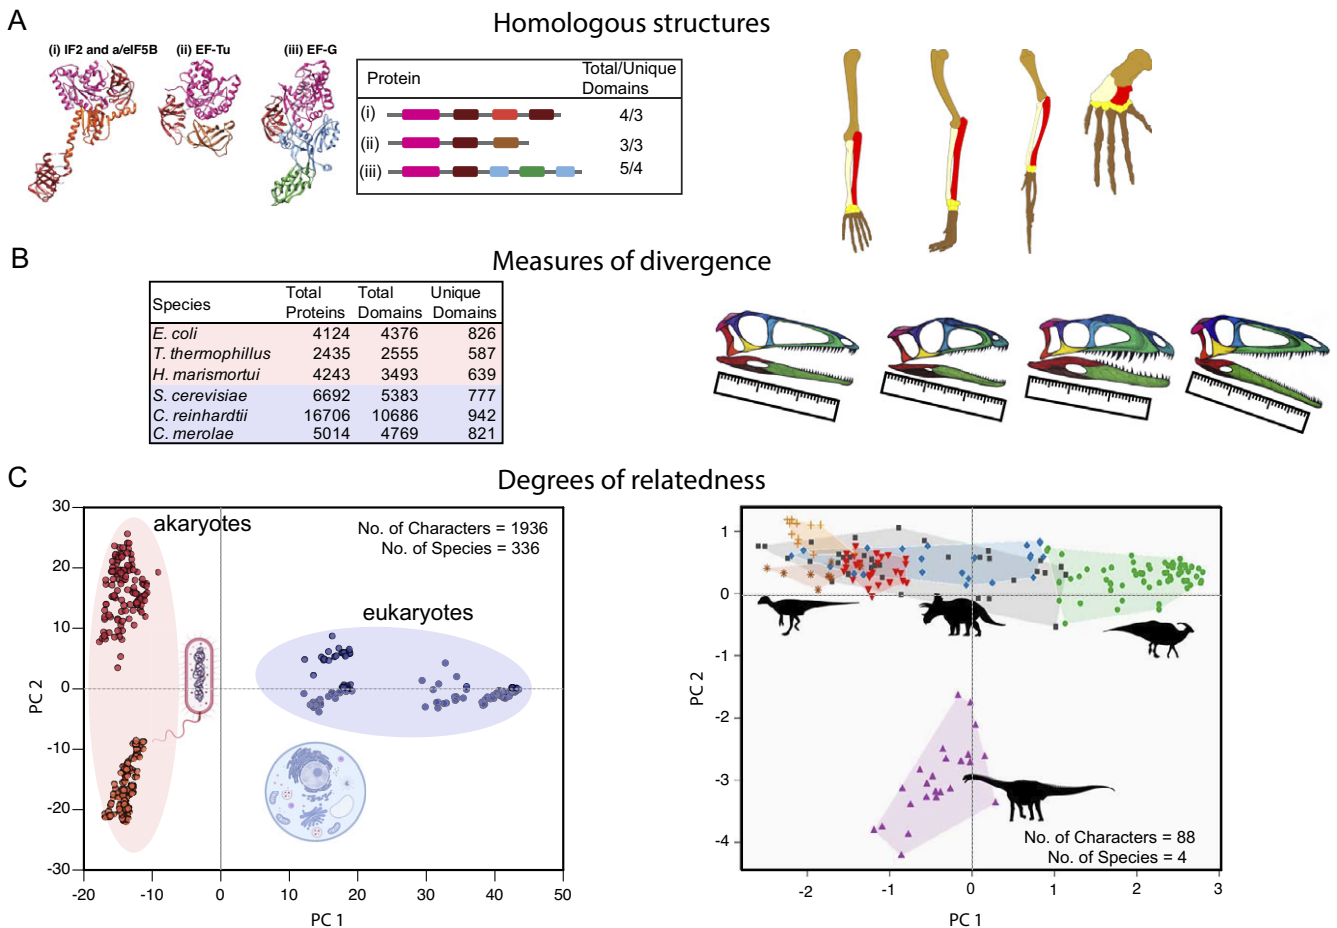 A
Homologous structures
(i) IF2 and a/eIF5B
(ii) EF-Tu
(iii) EF-G
Protein
Total/Unique
Domains
(i)
4/3
(ii)
3/3
(iii)
5/4
B
Measures of divergence
Species
Total
Proteins
Total
Domains
Unique
Domains
E. coli 4124 4376 826
T. thermophillus 2435 2555 587
H. marismortui 4243 3493 639
S. cerevisiae 6692 5383 777
C. reinhardtii 16706 10686 942
C. merolae 5014 4769 821
C
Degrees of relatedness
akaryotes
No. of Characters = 1936
No. of Species = 336
eukaryotes
PC 2
30
20
10
0
-10
-20
-30
-20 -10 0 10 20 30 40 50
PC 1
PC 2
1
0
-1
-2
-3
-4
No. of Characters = 88
No. of Species = 4
-2 -1 0 1 2 3
PC 1